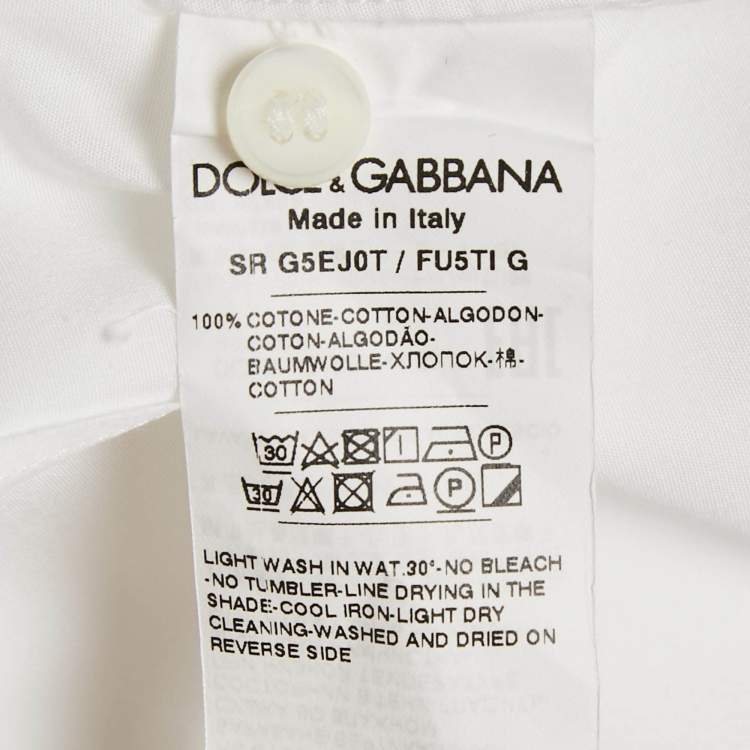 DOLCE & GABBANA
Made in Italy
SR G5EJ0T / FU5TI G
100% COTONE-COTTON-ALGODON-
COTON-ALGODÃO-
BAUMWOLLE-ХЛОПОК-棉-
COTTON
30 P
30 P
LIGHT WASH IN WAT.30°-NO BLEACH
-NO TUMBLER-LINE DRYING IN THE
SHADE-COOL IRON-LIGHT DRY
CLEANING-WASHED AND DRIED ON
REVERSE SIDE